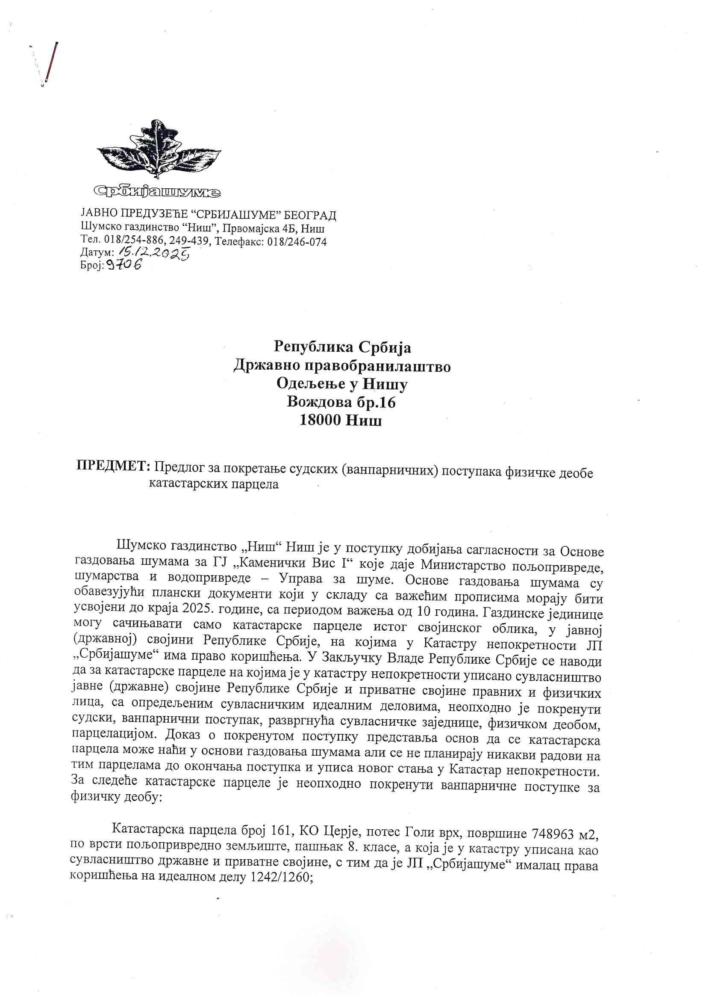 Србијашуме
ЈАВНО ПРЕДУЗЕЋЕ “СРБИЈАШУМЕ” БЕОГРАД
Шумско газдинство “Ниш”, Првомајска 4Б, Ниш
Тел. 018/254-886, 249-439, Телефакс: 018/246-074
Датум: 15.12.2025
Број: 9706
Република Србија
Државно правобранилаштво
Одељење у Нишу
Вождова бр.16
18000 Ниш
ПРЕДМЕТ: Предлог за покретање судских (ванпарничних) поступака физичке деобе
катастарских парцела
Шумско газдинство „Ниш“ Ниш је у поступку добијања сагласности за Основе
газдовања шумама за ГЈ „Каменички Вис I“ које даје Министарство пољопривреде,
шумарства и водопривреде – Управа за шуме. Основе газдовања шумама су
обавезујући плански документи који у складу са важећим прописима морају бити
усвојени до краја 2025. године, са периодом важења од 10 година. Газдинске јединице
могу сачињавати само катастарске парцеле истог својинског облика, у јавној
(државној) својини Републике Србије, на којима у Катастру непокретности ЈП
„Србијашуме“ има право коришћења. У Закључку Владе Републике Србије се наводи
да за катастарске парцеле на којима је у катастру непокретности уписано сувласништво
јавне (државне) својине Републике Србије и приватне својине правних и физичких
лица, са опредељеним сувласничким идеалним деловима, неопходно је покренути
судски, ванпарнични поступак, развргнућа сувласничке заједнице, физичком деобом,
парцелацијом. Доказ о покренутом поступку представља основ да се катастарска
парцела може наћи у основи газдовања шумама али се не планирају никакви радови на
тим парцелама до окончања поступка и уписа новог стања у Катастар непокретности.
За следеће катастарске парцеле је неопходно покренути ванпарничне поступке за
физичку деобу:
Катастарска парцела број 161, КО Церје, потес Голи врх, површине 748963 м2,
по врсти пољопривредно земљиште, пашњак 8. класе, а која је у катастру уписана као
сувласништво државне и приватне својине, с тим да је ЈП „Србијашуме“ ималац права
коришћења на идеалном делу 1242/1260;